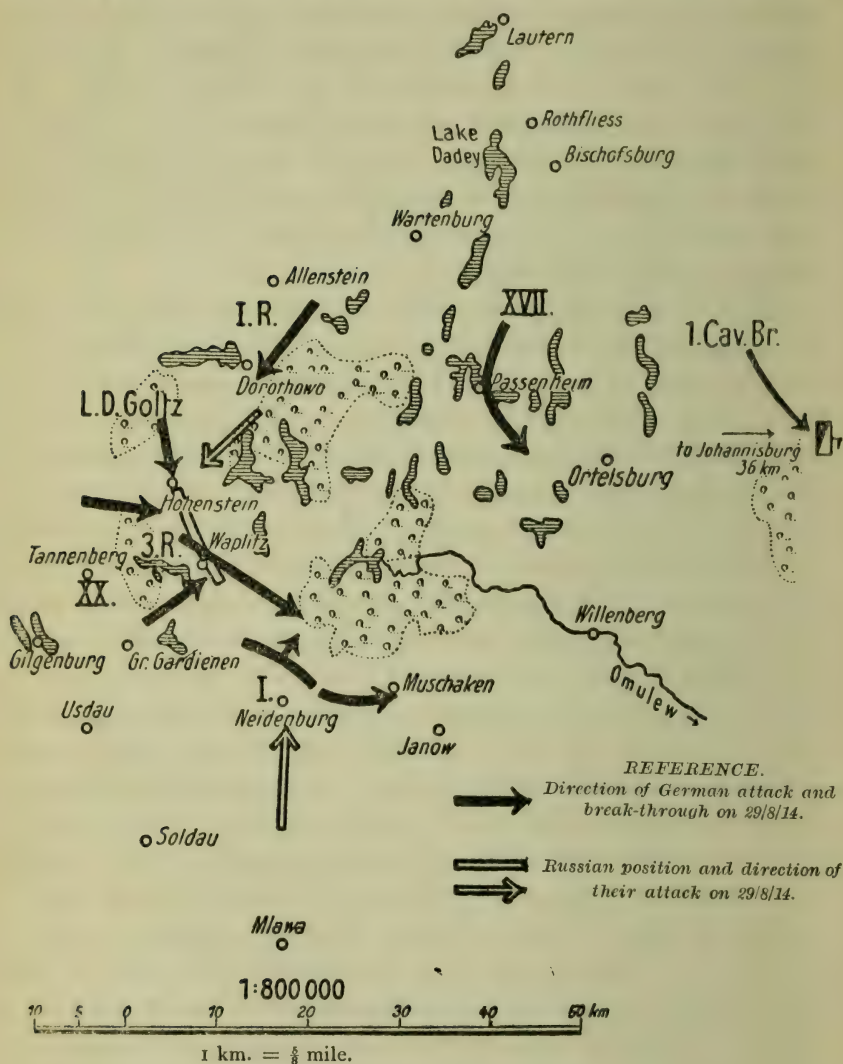 Lautern
Rothfliess
Lake
Dadey
Bischofsburg
Wartenburg
Allenstein
I.R.
XVII.
1.Cav.Br.
Dorothowo
Passenheim
L.D.Goltz
to Johannisburg
36 km
Ortelsburg
Hohenstein
3.R.
Waplitz
Tannenberg
XX.
Willenberg
Gilgenburg
Gr. Gardienen
Omulew
Muschaken
I.
Usdau
Neidenburg
Janow
REFERENCE.
Direction of German attack and
break-through on 29/8/14.
Soldau
Russian position and direction of
their attack on 29/8/14.
Mlawa
1:800 000
10 5 0 10 20 30 40 50 km
1 km. = ⅝ mile.